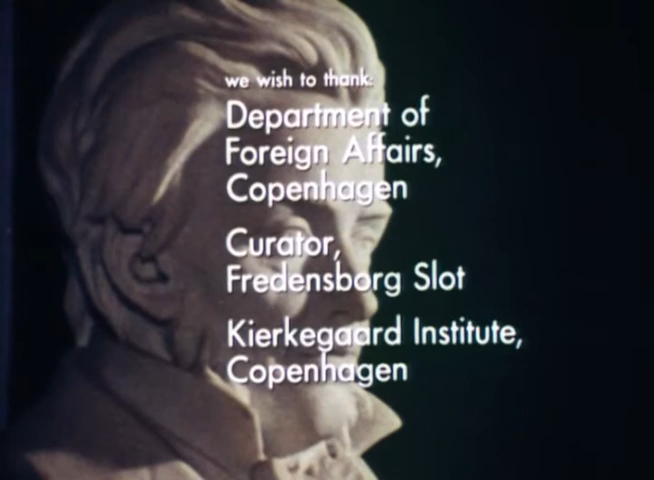 we wish to thank:
Department of
Foreign Affairs,
Copenhagen
Curator,
Fredensborg Slot
Kierkegaard Institute,
Copenhagen